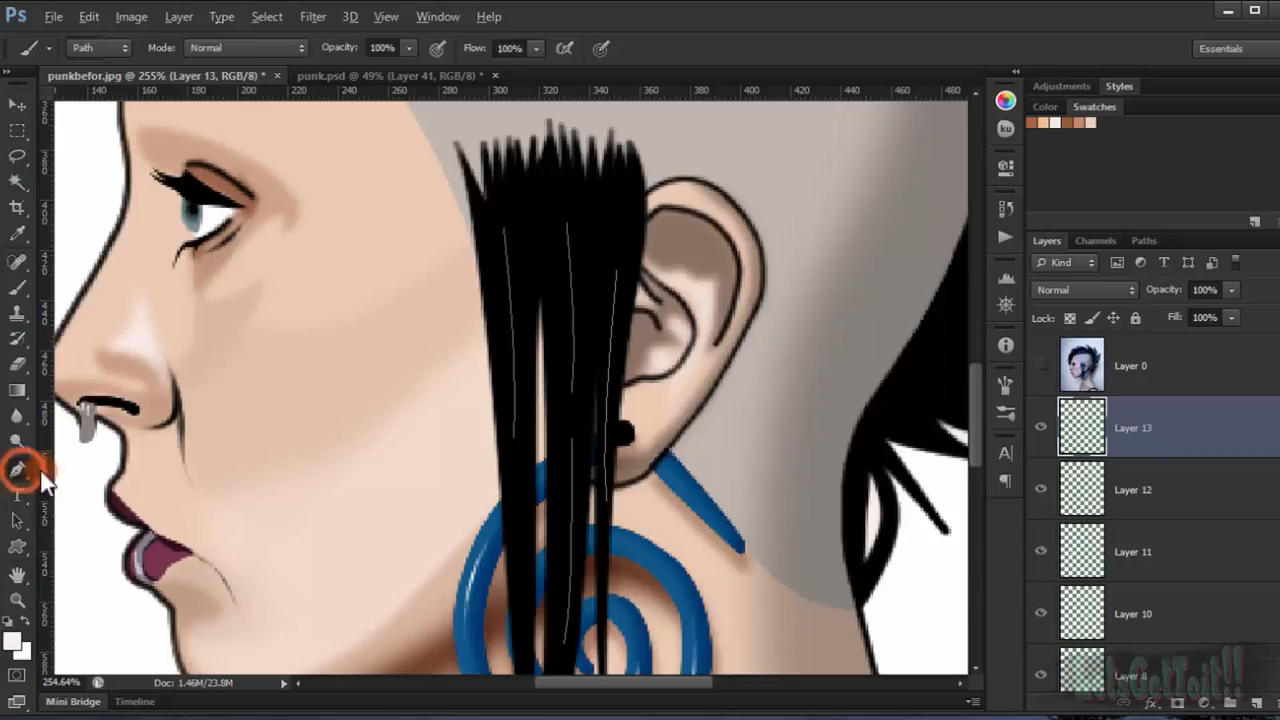 Ps File Edit Image Layer Type Select Filter 3D View Window Help
Path Mode: Normal Opacity: 100% Flow: 100% Essentials
punkbefor.jpg @ 255% (Layer 13, RGB/8) * × punk.psd @ 49% (Layer 41, RGB/8) * ×
140 160 180 200 220 240 260 280 300 320 340 360 380 400 420 440 460 480
Adjustments Styles
Color Swatches
ku
Layers Channels Paths
Kind
Normal Opacity: 100%
Lock: Fill: 100%
Layer 0
Layer 13
Layer 12
Layer 11
Layer 10
Layer 8
LetsGetToit!!
254.64% Doc: 1.46M/23.8M
Mini Bridge Timeline